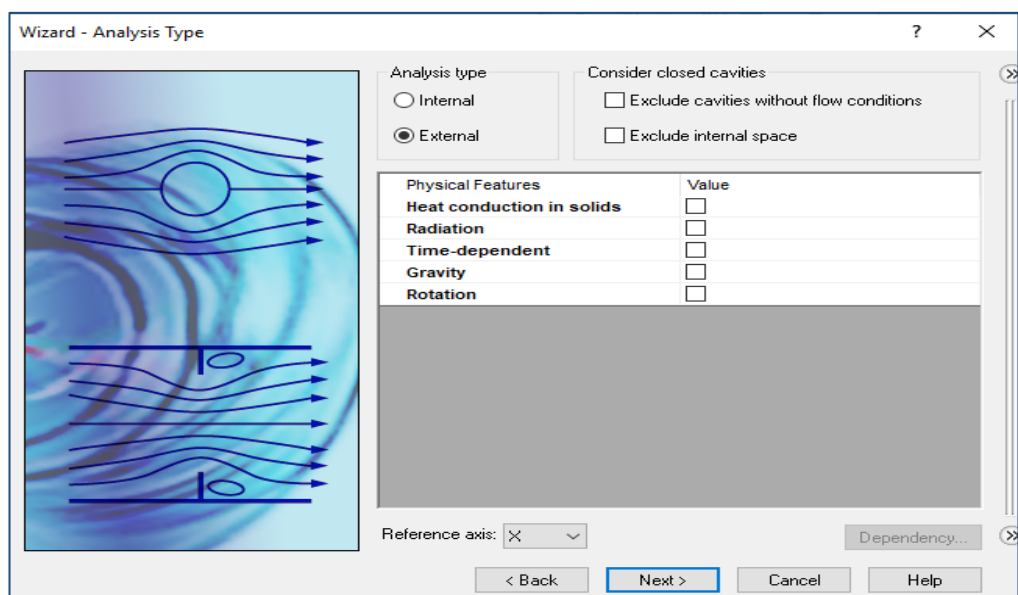 Wizard - Analysis Type ? ×
Analysis type
Internal
External
Consider closed cavities
Exclude cavities without flow conditions
Exclude internal space
Physical Features Value
Heat conduction in solids
Radiation
Time-dependent
Gravity
Rotation
Reference axis: X
Dependency...
< Back Next > Cancel Help